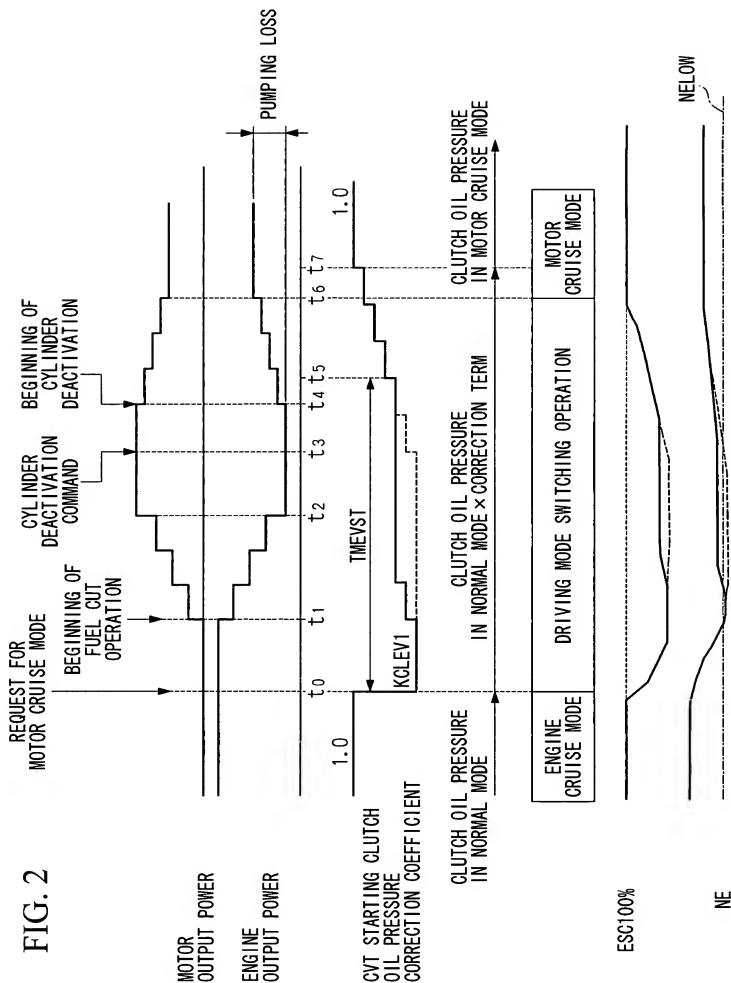 FIG. 2
REQUEST FOR
MOTOR CRUISE MODE
BEGINNING OF
FUEL CUT
OPERATION
CYLINDER
DEACTIVATION
COMMAND
BEGINNING OF
CYLINDER
DEACTIVATION
MOTOR
OUTPUT POWER
ENGINE
OUTPUT POWER
PUMPING LOSS
t0
t1
t2
t3
t4
t5
t6
t7
CVT STARTING CLUTCH
OIL PRESSURE
CORRECTION COEFFICIENT
1.0
KCLEV1
TMEVST
1.0
CLUTCH OIL PRESSURE
IN NORMAL MODE
CLUTCH OIL PRESSURE
IN NORMAL MODE×CORRECTION TERM
CLUTCH OIL PRESSURE
IN MOTOR CRUISE MODE
ENGINE
CRUISE MODE
DRIVING MODE SWITCHING OPERATION
MOTOR
CRUISE MODE
ESC100%
NE
NELOW